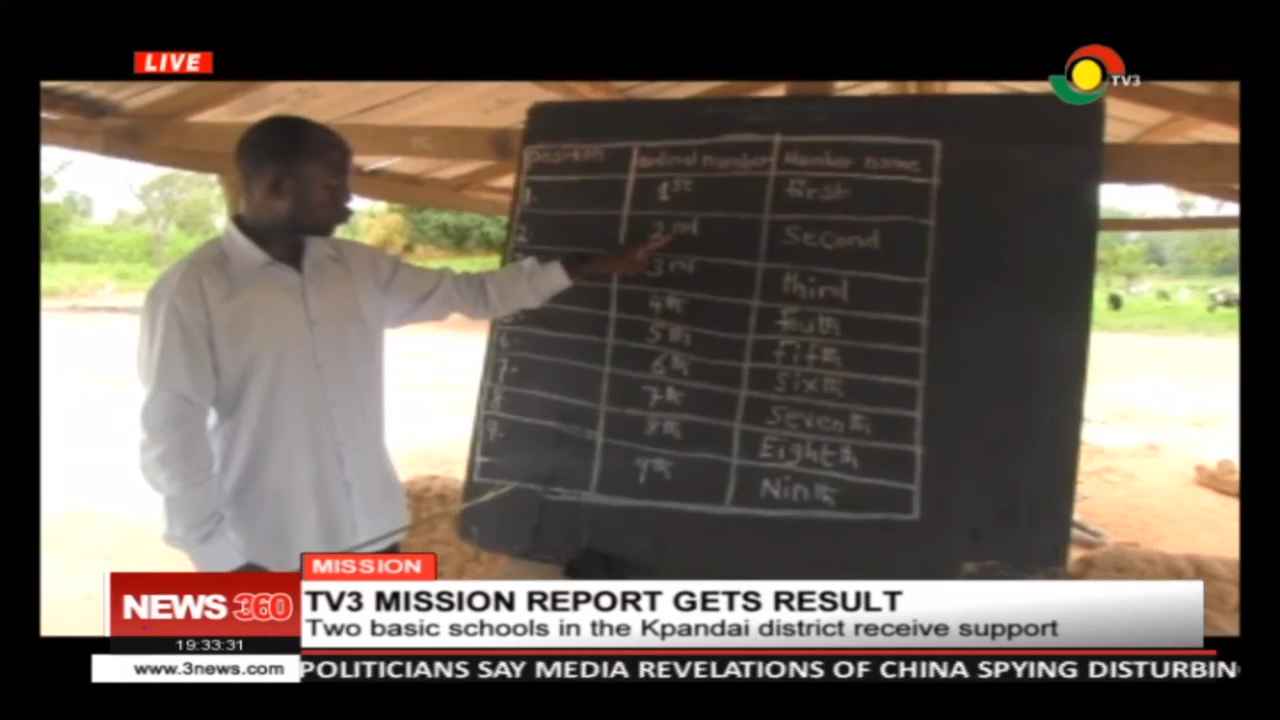 LIVE
TV3
Position Ordinal number Number name
1. 1st first
2. 2nd Second
3rd third
4th fouth
5th fifth
6. 6th sixth
7. 7th Seventh
8 8th Eighth
9. 9th Ninth
MISSION
NEWS 360
TV3 MISSION REPORT GETS RESULT
Two basic schools in the Kpandai district receive support
19:33:31
www.3news.com
POLITICIANS SAY MEDIA REVELATIONS OF CHINA SPYING DISTURBIN